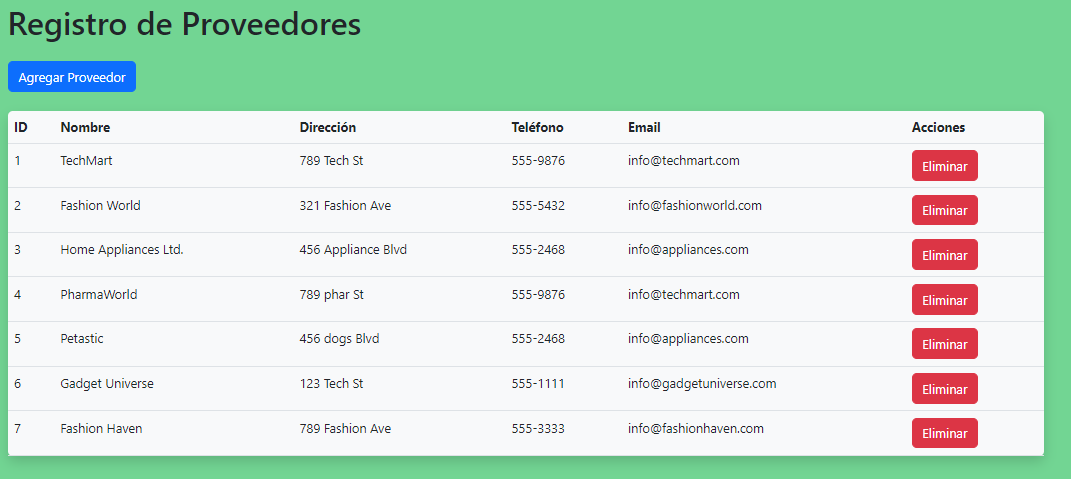 Registro de Proveedores
Agregar Proveedor
ID Nombre Dirección Teléfono Email Acciones
1 TechMart 789 Tech St 555-9876 info@techmart.com Eliminar
2 Fashion World 321 Fashion Ave 555-5432 info@fashionworld.com Eliminar
3 Home Appliances Ltd. 456 Appliance Blvd 555-2468 info@appliances.com Eliminar
4 PharmaWorld 789 phar St 555-9876 info@techmart.com Eliminar
5 Petastic 456 dogs Blvd 555-2468 info@appliances.com Eliminar
6 Gadget Universe 123 Tech St 555-1111 info@gadgetuniverse.com Eliminar
7 Fashion Haven 789 Fashion Ave 555-3333 info@fashionhaven.com Eliminar